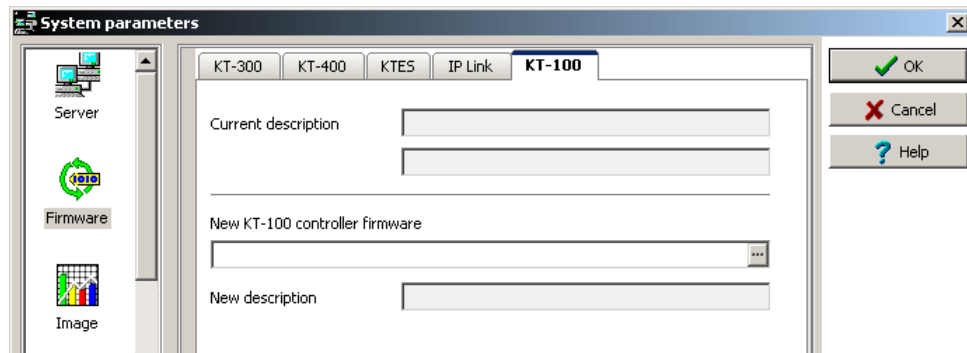 System parameters
Server
Firmware
Image
KT-300 KT-400 KTES IP Link KT-100
Current description
New KT-100 controller firmware
...
New description
OK
Cancel
Help